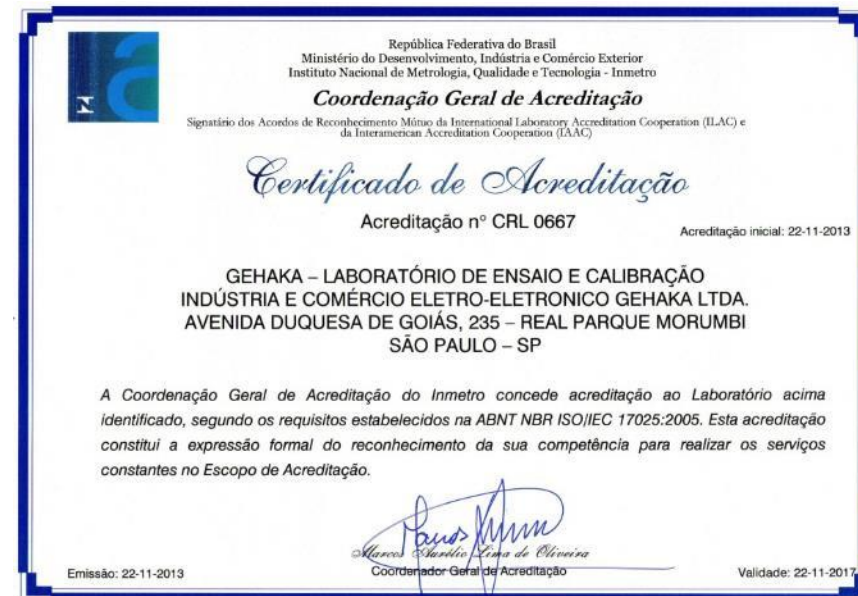 República Federativa do Brasil
Ministério do Desenvolvimento, Indústria e Comércio Exterior
Instituto Nacional de Metrologia, Qualidade e Tecnologia - Inmetro
Coordenação Geral de Acreditação
Signatário dos Acordos de Reconhecimento Mútuo da International Laboratory Accreditation Cooperation (ILAC) e
da Interamerican Accreditation Cooperation (IAAC)
Certificado de Acreditação
Acreditação n° CRL 0667
Acreditação inicial: 22-11-2013
GEHAKA – LABORATÓRIO DE ENSAIO E CALIBRAÇÃO
INDÚSTRIA E COMÉRCIO ELETRO-ELETRONICO GEHAKA LTDA.
AVENIDA DUQUESA DE GOIÁS, 235 – REAL PARQUE MORUMBI
SÃO PAULO – SP
A Coordenação Geral de Acreditação do Inmetro concede acreditação ao Laboratório acima
identificado, segundo os requisitos estabelecidos na ABNT NBR ISO/IEC 17025:2005. Esta acreditação
constitui a expressão formal do reconhecimento da sua competência para realizar os serviços
constantes no Escopo de Acreditação.
Marcos Aurélio Lima de Oliveira
Coordenador Geral de Acreditação
Emissão: 22-11-2013
Validade: 22-11-2017